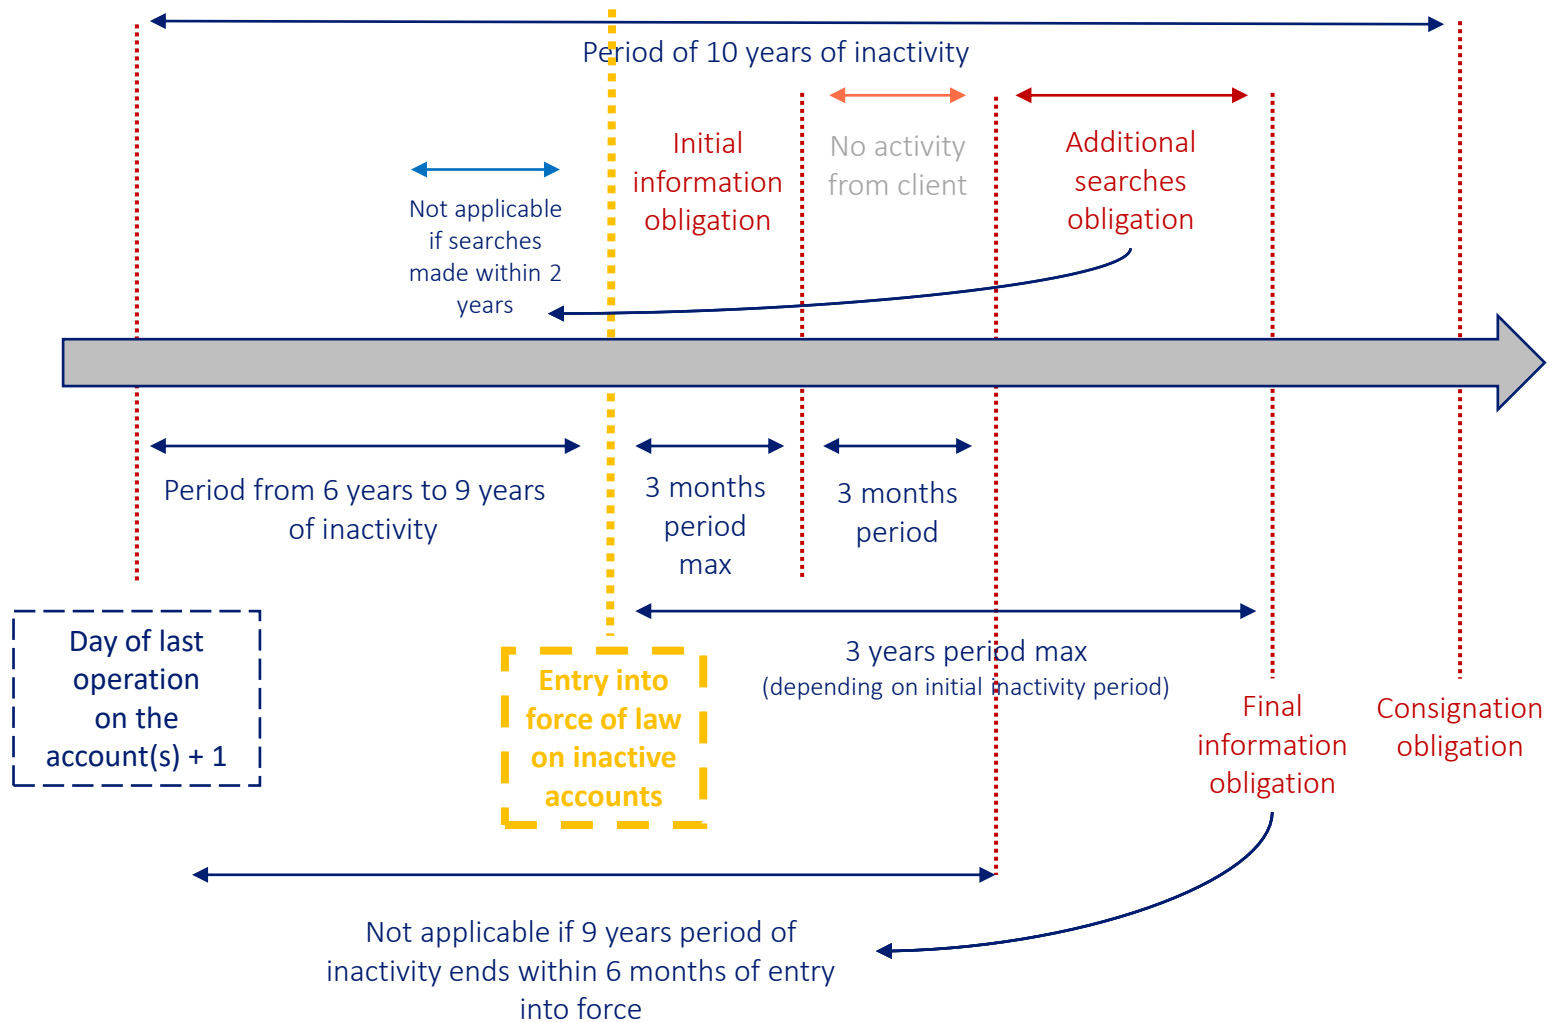 Period of 10 years of inactivity
Initial
information
obligation
No activity
from client
Additional
searches
obligation
Not applicable
if searches
made within 2
years
Period from 6 years to 9 years
of inactivity
3 months
period
max
3 months
period
Day of last
operation
on the
account(s) + 1
Entry into
force of law
on inactive
accounts
3 years period max
(depending on initial inactivity period)
Final
information
obligation
Consignation
obligation
Not applicable if 9 years period of
inactivity ends within 6 months of entry
into force